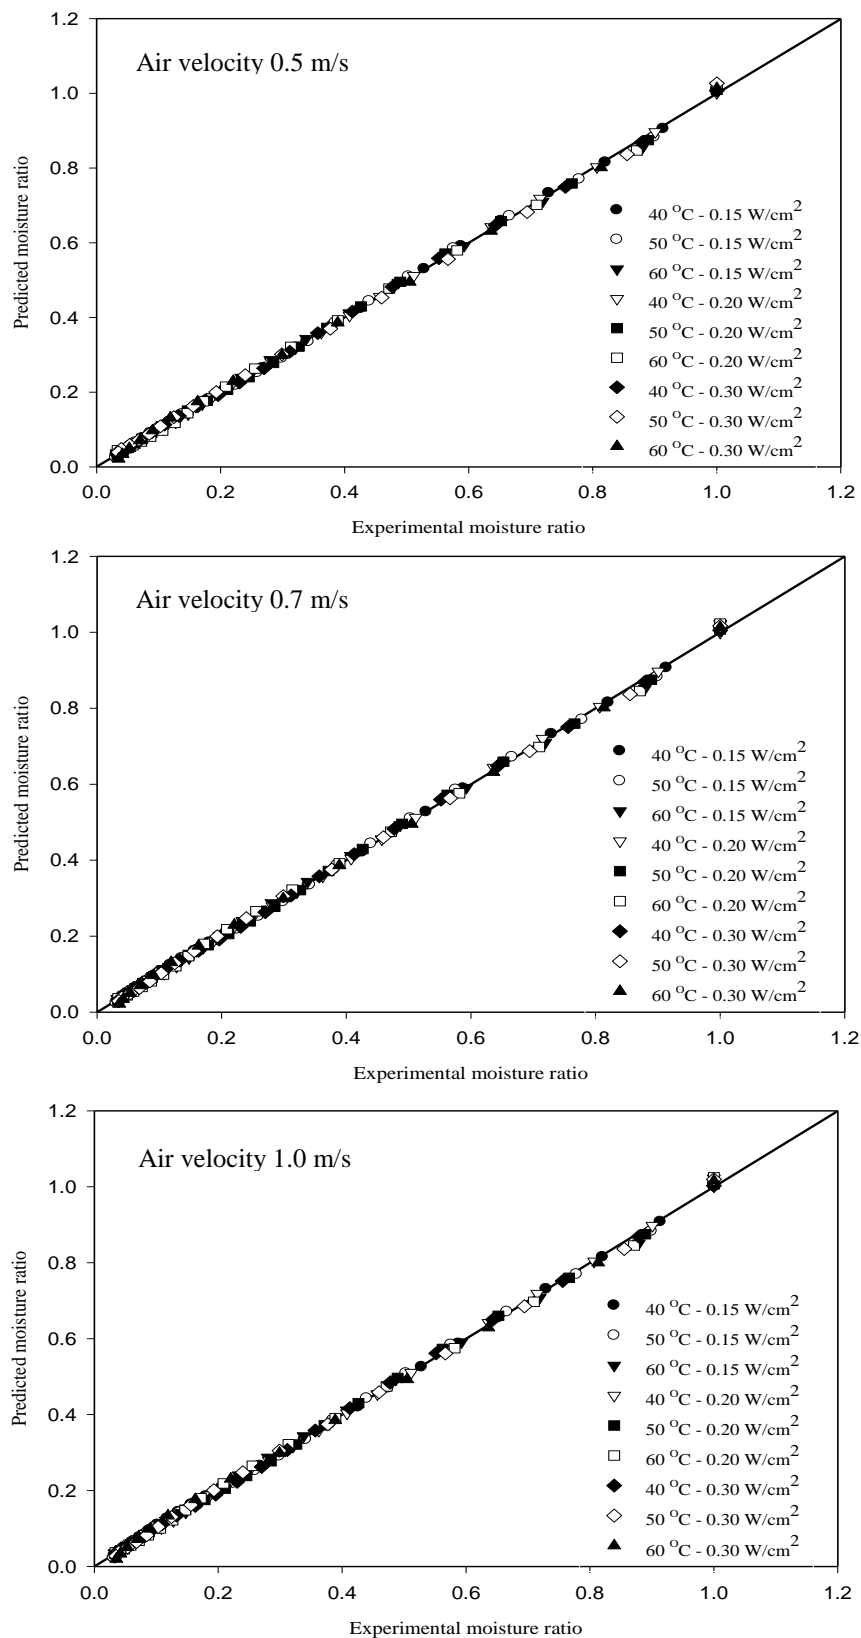 Air velocity 0.5 m/s
Predicted moisture ratio
1.2
1.0
0.8
0.6
0.4
0.2
0.0
40 °C - 0.15 W/cm²
50 °C - 0.15 W/cm²
60 °C - 0.15 W/cm²
40 °C - 0.20 W/cm²
50 °C - 0.20 W/cm²
60 °C - 0.20 W/cm²
40 °C - 0.30 W/cm²
50 °C - 0.30 W/cm²
60 °C - 0.30 W/cm²
0.0 0.2 0.4 0.6 0.8 1.0 1.2
Experimental moisture ratio
Air velocity 0.7 m/s
Predicted moisture ratio
1.2
1.0
0.8
0.6
0.4
0.2
0.0
40 °C - 0.15 W/cm²
50 °C - 0.15 W/cm²
60 °C - 0.15 W/cm²
40 °C - 0.20 W/cm²
50 °C - 0.20 W/cm²
60 °C - 0.20 W/cm²
40 °C - 0.30 W/cm²
50 °C - 0.30 W/cm²
60 °C - 0.30 W/cm²
0.0 0.2 0.4 0.6 0.8 1.0 1.2
Experimental moisture ratio
Air velocity 1.0 m/s
Predicted moisture ratio
1.2
1.0
0.8
0.6
0.4
0.2
0.0
40 °C - 0.15 W/cm²
50 °C - 0.15 W/cm²
60 °C - 0.15 W/cm²
40 °C - 0.20 W/cm²
50 °C - 0.20 W/cm²
60 °C - 0.20 W/cm²
40 °C - 0.30 W/cm²
50 °C - 0.30 W/cm²
60 °C - 0.30 W/cm²
0.0 0.2 0.4 0.6 0.8 1.0 1.2
Experimental moisture ratio